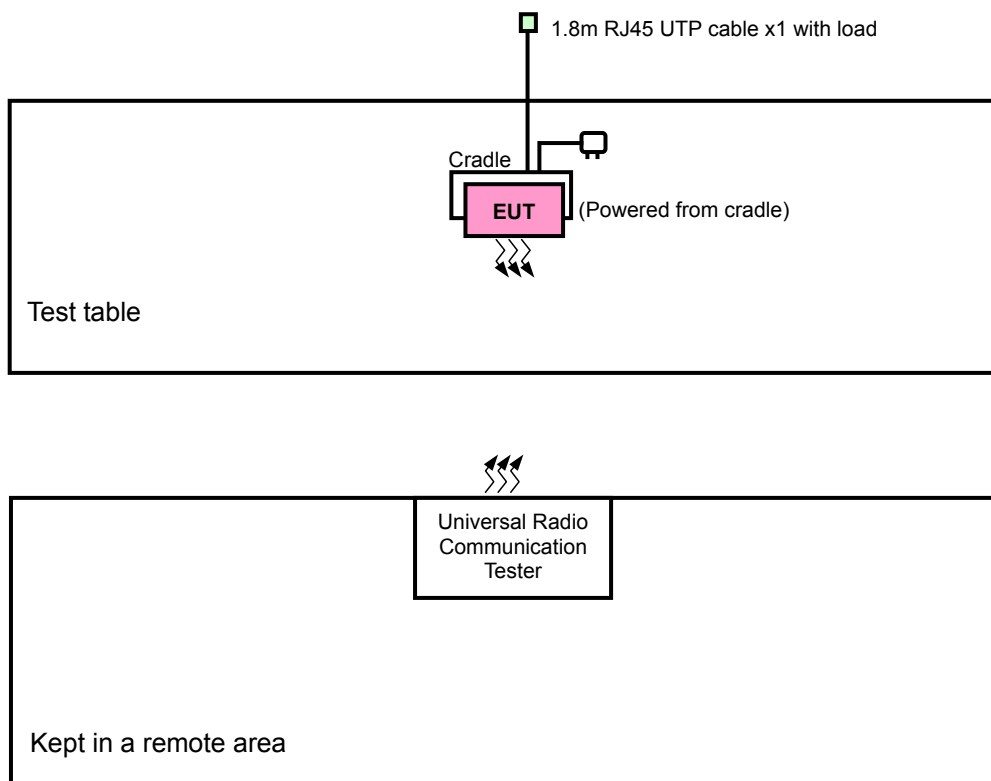 1.8m RJ45 UTP cable x1 with load
Cradle
EUT
(Powered from cradle)
Test table
Universal Radio
Communication
Tester
Kept in a remote area